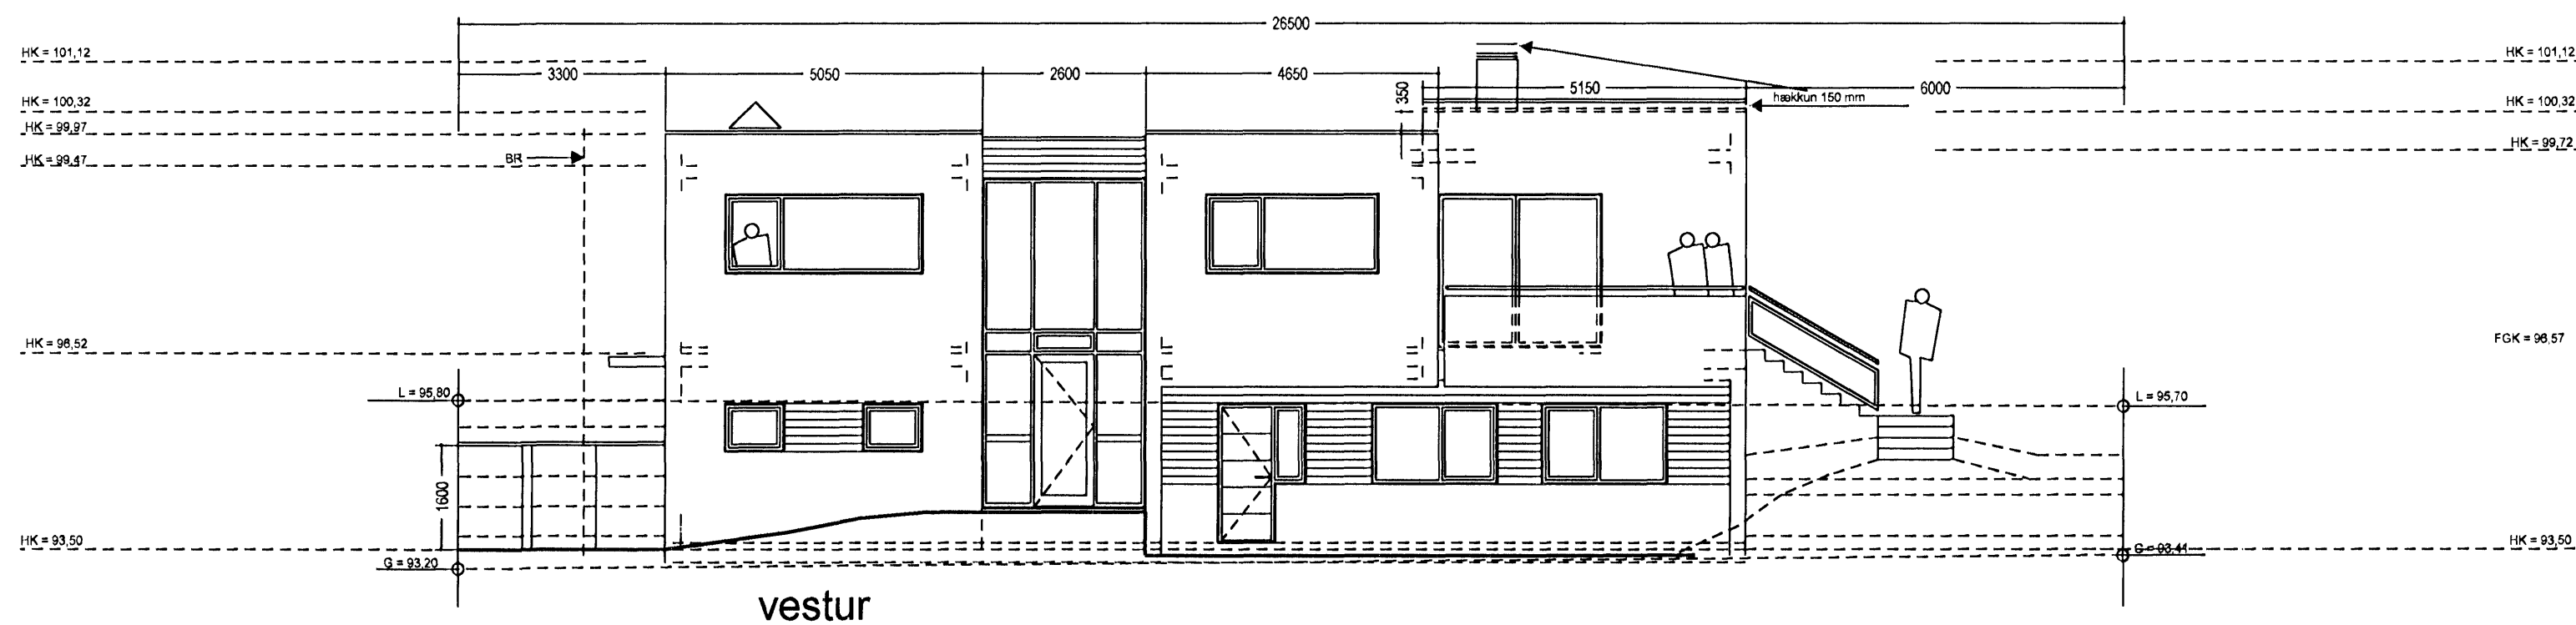 26500
HK = 101,12
HK = 101,12
3300
5050
2600
4650
5150
6000
350
hækkun 150 mm
HK = 100,32
HK = 100,32
HK = 99,97
HK = 99,47
BR
HK = 99,72
HK = 96,52
FGK = 96,57
L = 95,80
L = 95,70
1600
HK = 93,50
HK = 93,50
G = 93,20
G = 93,41
vestur